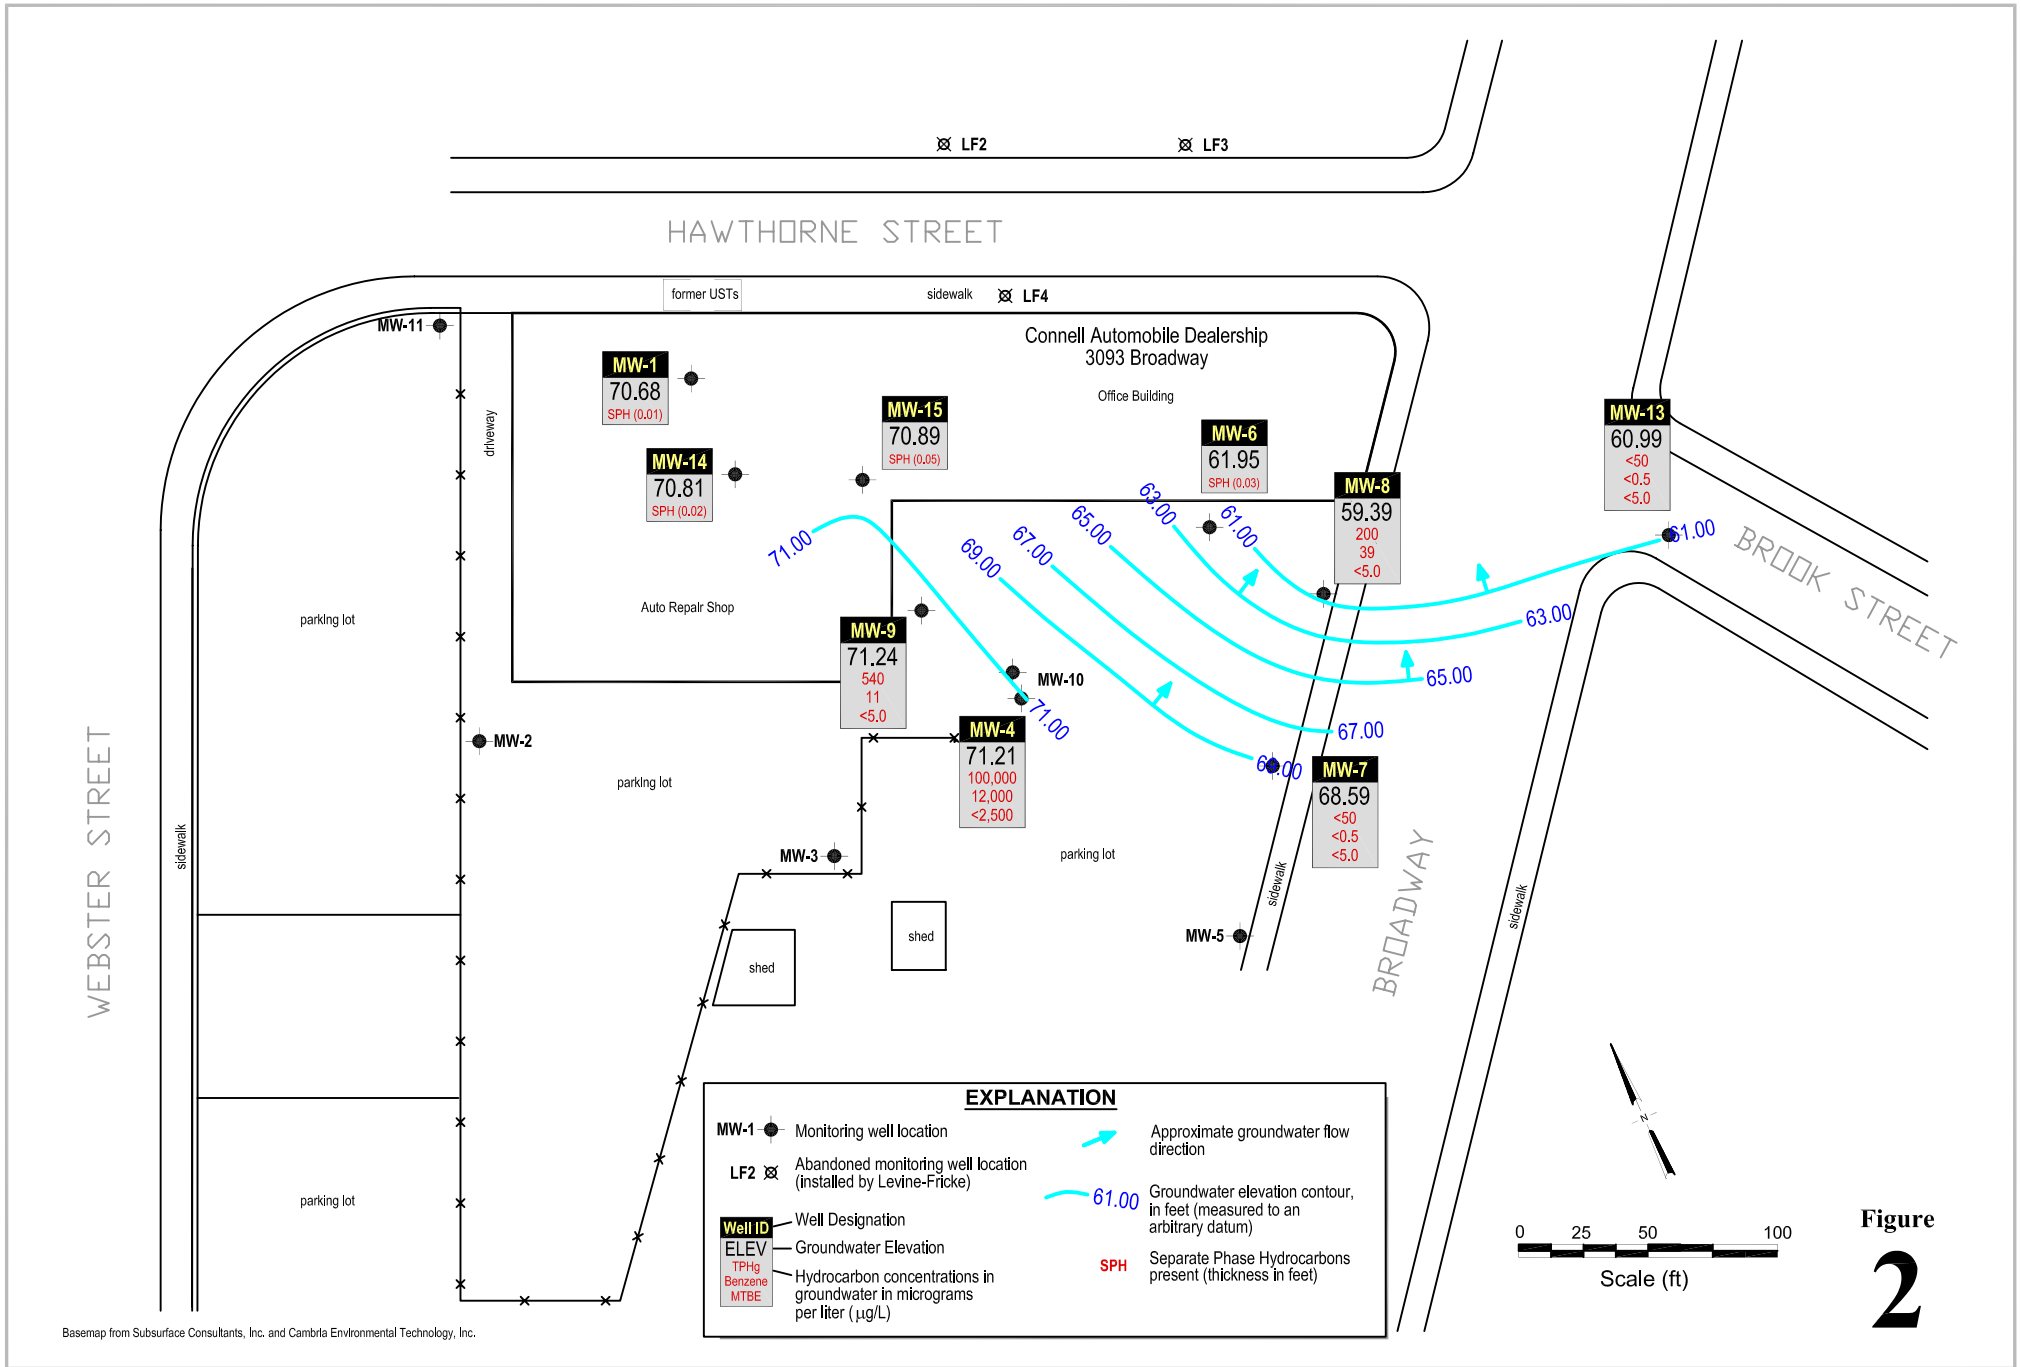 LF2
LF3
HAWTHORNE STREET
former USTs
sidewalk
LF4
MW-11
Connell Automobile Dealership
3093 Broadway
Office Building
driveway
MW-1
70.68
SPH (0.01)
MW-15
70.89
SPH (0.05)
MW-14
70.81
SPH (0.02)
MW-6
61.95
SPH (0.03)
MW-8
59.39
200
39
<5.0
MW-13
60.99
<50
<0.5
<5.0
71.00
69.00
67.00
65.00
63.00
61.00
61.00
63.00
65.00
67.00
69.00
71.00
BROOK STREET
parking lot
Auto Repair Shop
MW-9
71.24
540
11
<5.0
MW-10
MW-4
71.21
100,000
12,000
<2,500
MW-7
68.59
<50
<0.5
<5.0
MW-2
parking lot
MW-3
parking lot
shed
shed
MW-5
sidewalk
BROADWAY
sidewalk
WEBSTER STREET
sidewalk
parking lot
EXPLANATION
MW-1
Monitoring well location
LF2
Abandoned monitoring well location
(installed by Levine-Fricke)
Well ID
ELEV
TPHg
Benzene
MTBE
Well Designation
Groundwater Elevation
Hydrocarbon concentrations in
groundwater in micrograms
per liter (µg/L)
Approximate groundwater flow
direction
61.00
Groundwater elevation contour,
in feet (measured to an
arbitrary datum)
SPH
Separate Phase Hydrocarbons
present (thickness in feet)
N
0 25 50 100
Scale (ft)
Figure
2
Basemap from Subsurface Consultants, Inc. and Cambria Environmental Technology, Inc.